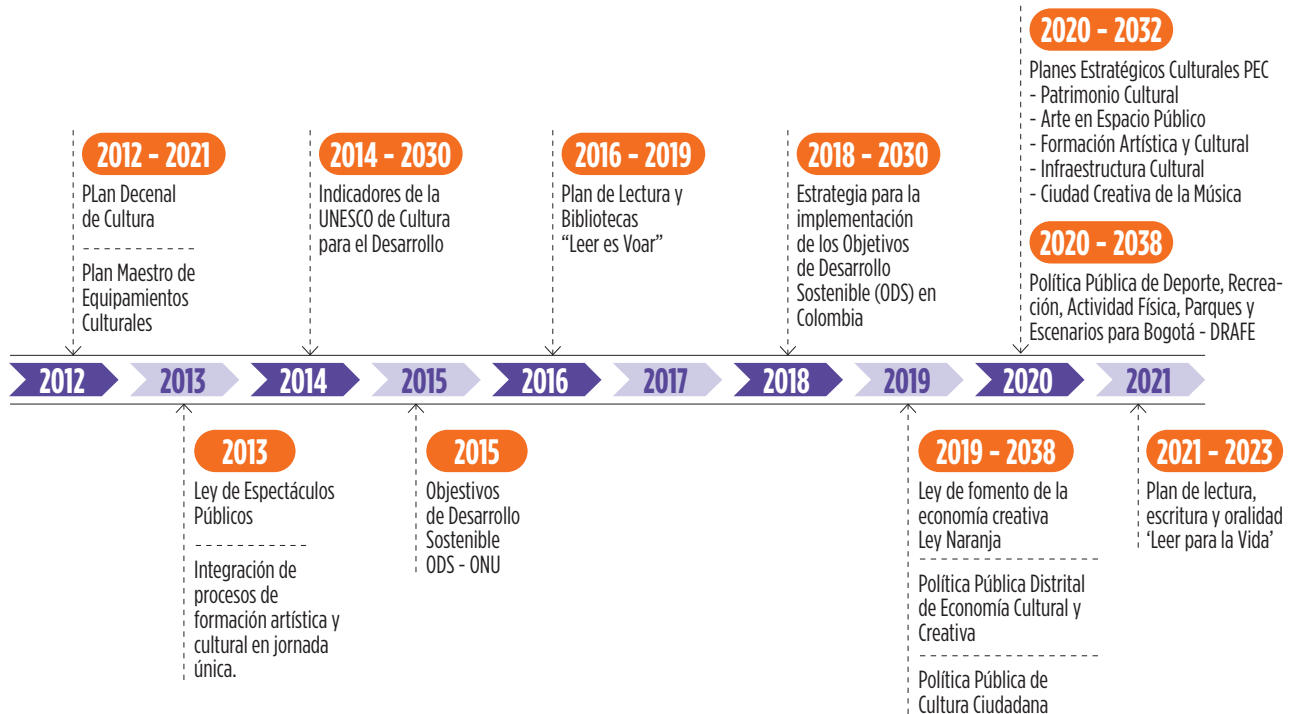 2012 - 2021
PLan Decenal
de Cultura
Plan Maestro de
Equipamientos
Culturales
2014 - 2030
Indicadores de la
UNESCO de Cultura
para el Desarrollo
2016 - 2019
Plan de Lectura y
Bibliotecas
“Leer es Voar”
2018 - 2030
Estrategia para la
implementación
de los Objetivos
de Desarrollo
Sostenible (ODS) en
Colombia
2020 - 2032
Planes Estratégicos Culturales PEC
- Patrimonio Cultural
- Arte en Espacio Público
- Formación Artística y Cultural
- Infraestructura Cultural
- Ciudad Creativa de la Música
2020 - 2038
Política Pública de Deporte, Recrea-
ción, Actividad Física, Parques y
Escenarios para Bogotá - DRAFE
2012 2013 2014 2015 2016 2017 2018 2019 2020 2021
2013
Ley de Espectáculos
Públicos
Integración de
procesos de
formación artística y
cultural en jornada
única.
2015
Objestivos
de Desarrollo
Sostenible
ODS - ONU
2019 - 2038
Ley de fomento de la
economía creativa
Ley Naranja
Política Pública Distrital
de Economía Cultural y
Creativa
Política Pública de
Cultura Ciudadana
2021 - 2023
Plan de lectura,
escritura y oralidad
‘Leer para la Vida’